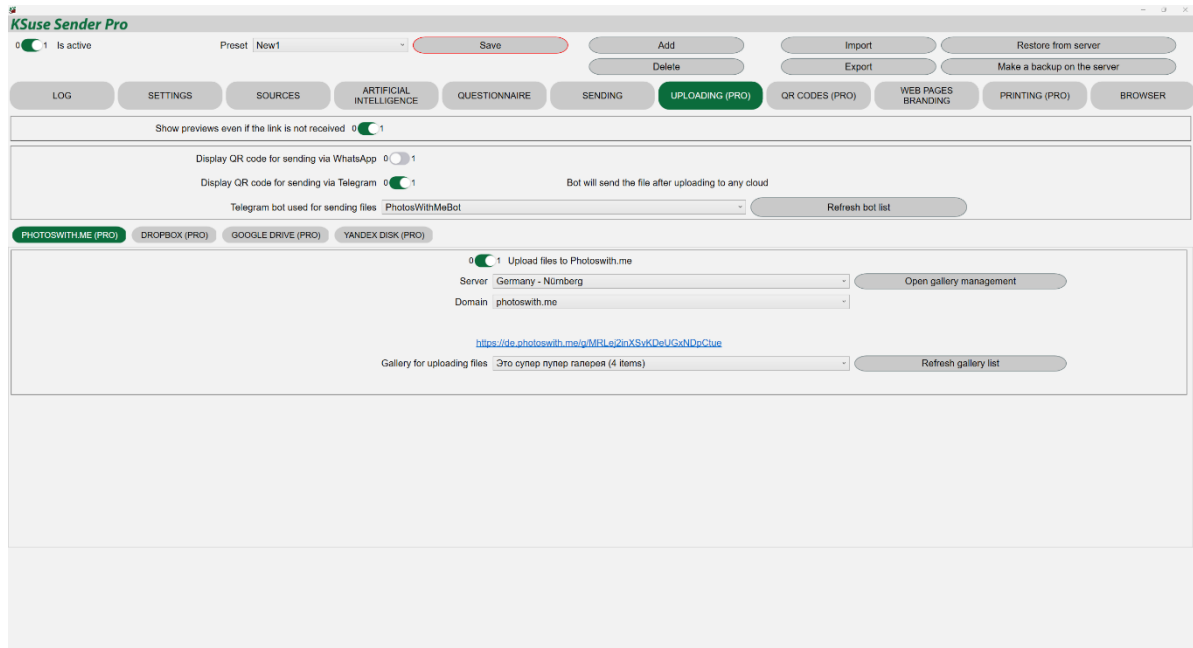 KSuse Sender Pro
0 1 Is active Preset New1 Save Add Import Restore from server
Delete Export Make a backup on the server
LOG SETTINGS SOURCES ARTIFICIAL INTELLIGENCE QUESTIONNAIRE SENDING UPLOADING (PRO) QR CODES (PRO) WEB PAGES BRANDING PRINTING (PRO) BROWSER
Show previews even if the link is not received 0 1
Display QR code for sending via WhatsApp 0 1
Display QR code for sending via Telegram 0 1 Bot will send the file after uploading to any cloud
Telegram bot used for sending files PhotosWithMeBot Refresh bot list
PHOTOSWITH.ME (PRO) DROPBOX (PRO) GOOGLE DRIVE (PRO) YANDEX DISK (PRO)
0 1 Upload files to Photoswith.me
Server Germany - Nürnberg Open gallery management
Domain photoswith.me
https://de.photoswith.me/g/MRLej2inXSvKDeUGxNDpCtue
Gallery for uploading files Это супер пупер галерея (4 items) Refresh gallery list